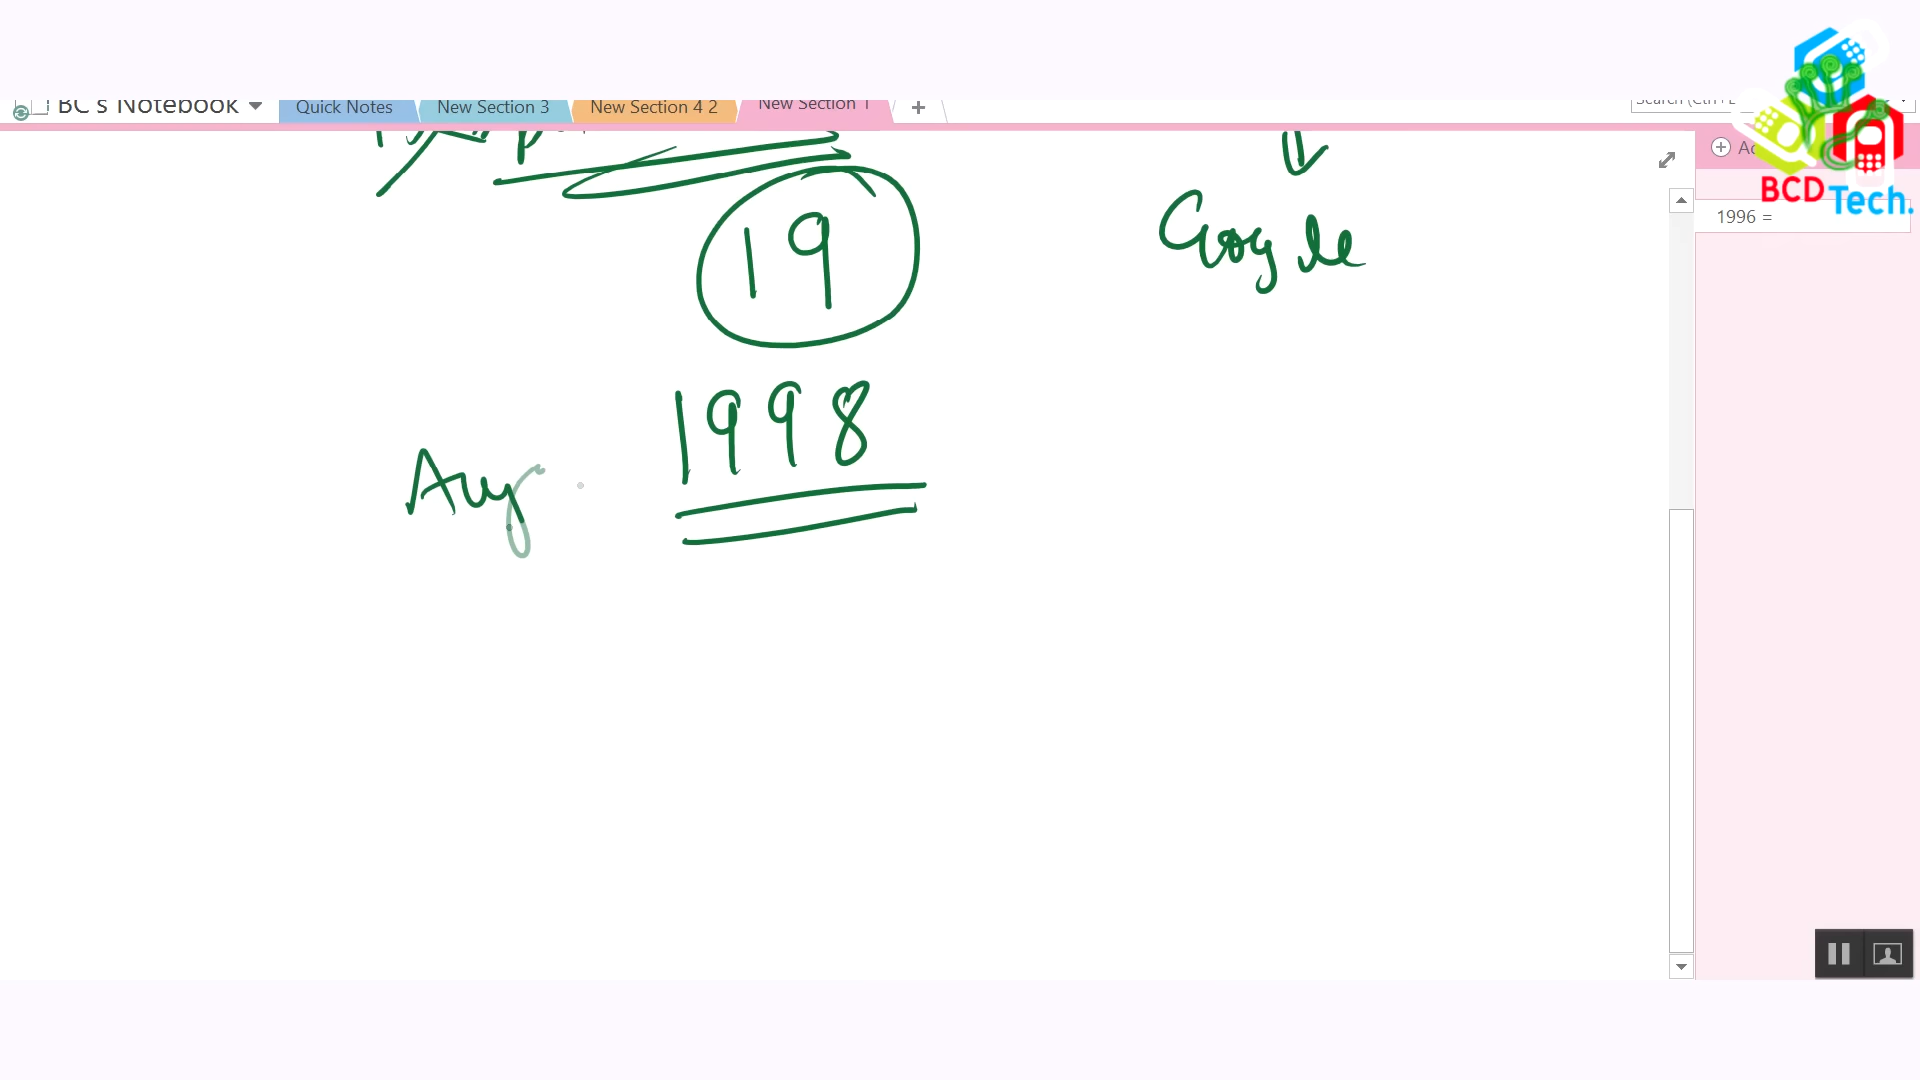 BC's Notebook Quick Notes New Section 3 New Section 4 2 New Section 1 +
BCD Tech.
1996 =
19
Google
1998
Aug